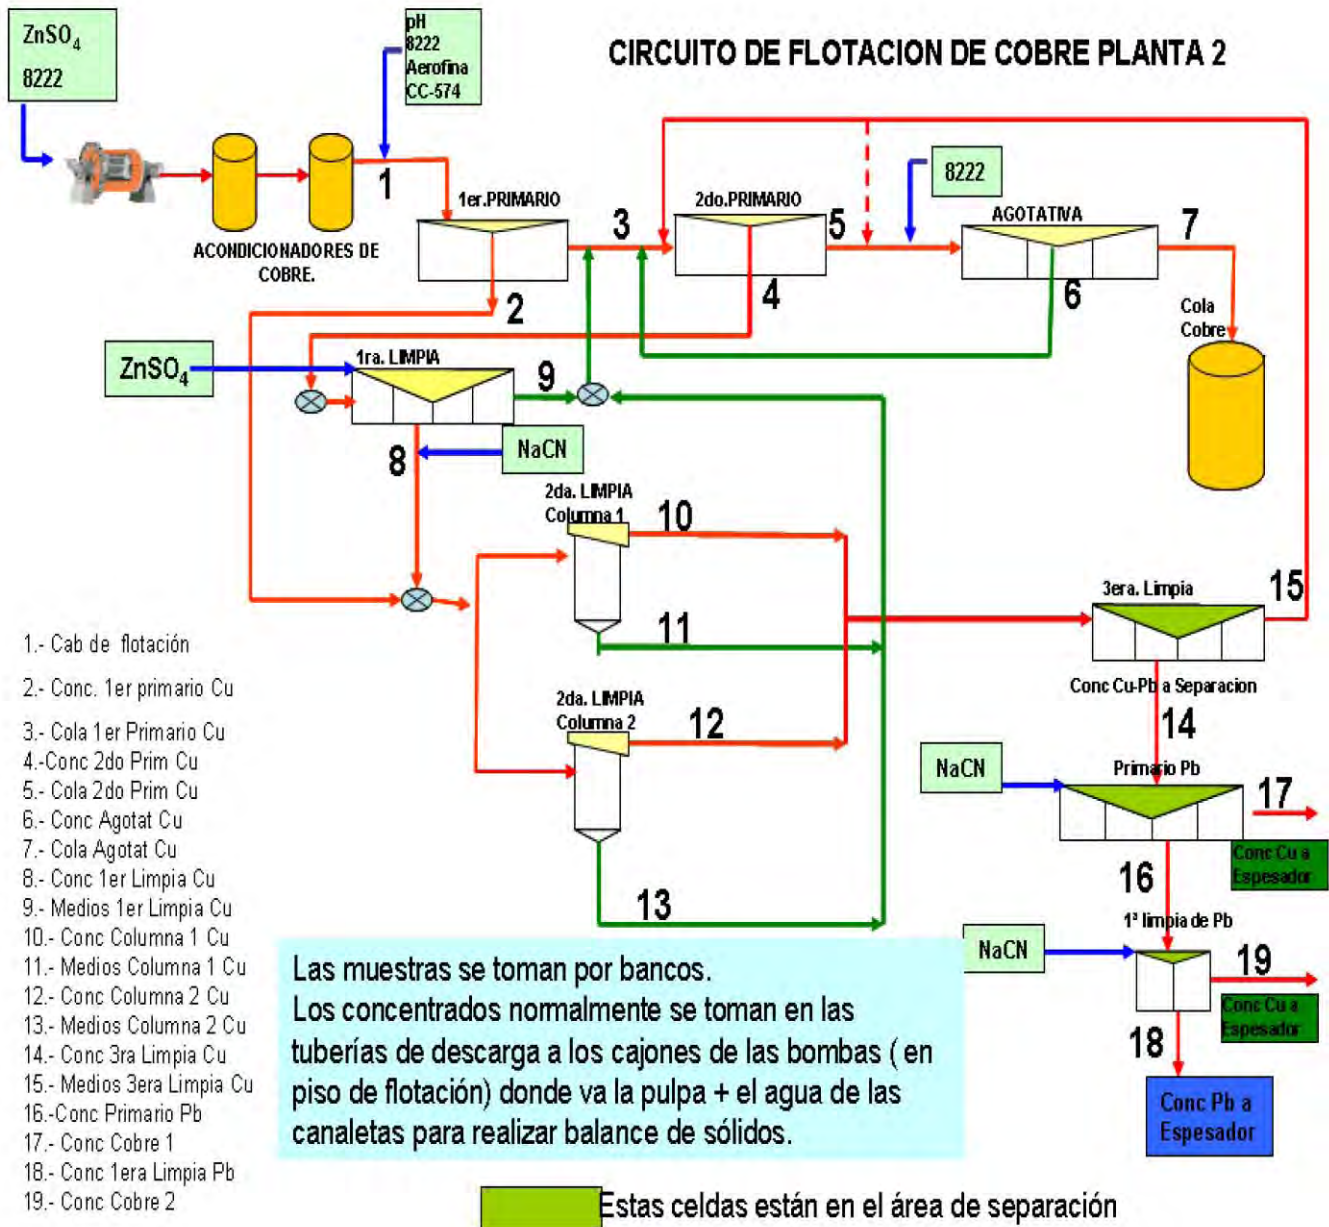 CIRCUITO DE FLOTACION DE COBRE PLANTA 2
ZnSO₄
8222
pH
8222
Aerofina
CC-574
1
ACONDICIONADORES DE
COBRE.
1er.PRIMARIO
2
3
2do.PRIMARIO
4
5
8222
AGOTATIVA
6
7
Cola
Cobre
ZnSO₄
1ra. LIMPIA
9
8
NaCN
2da. LIMPIA
Columna 1
10
11
2da. LIMPIA
Columna 2
12
13
3era. Limpia
15
Conc Cu-Pb a Separacion
14
NaCN
Primario Pb
17
Conc Cu a
Espesador
16
1ª limpia de Pb
NaCN
19
Conc Cu a
Espesador
18
Conc Pb a
Espesador
1.- Cab de flotación
2.- Conc. 1er primario Cu
3.- Cola 1er Primario Cu
4.-Conc 2do Prim Cu
5.- Cola 2do Prim Cu
6.- Conc Agotat Cu
7.- Cola Agotat Cu
8.- Conc 1er Limpia Cu
9.- Medios 1er Limpia Cu
10.- Conc Columna 1 Cu
11.- Medios Columna 1 Cu
12.- Conc Columna 2 Cu
13.- Medios Columna 2 Cu
14.- Conc 3ra Limpia Cu
15.- Medios 3era Limpia Cu
16.-Conc Primario Pb
17.- Conc Cobre 1
18.- Conc 1era Limpia Pb
19.- Conc Cobre 2
Las muestras se toman por bancos.
Los concentrados normalmente se toman en las
tuberías de descarga a los cajones de las bombas ( en
piso de flotación) donde va la pulpa + el agua de las
canaletas para realizar balance de sólidos.
Estas celdas están en el área de separación